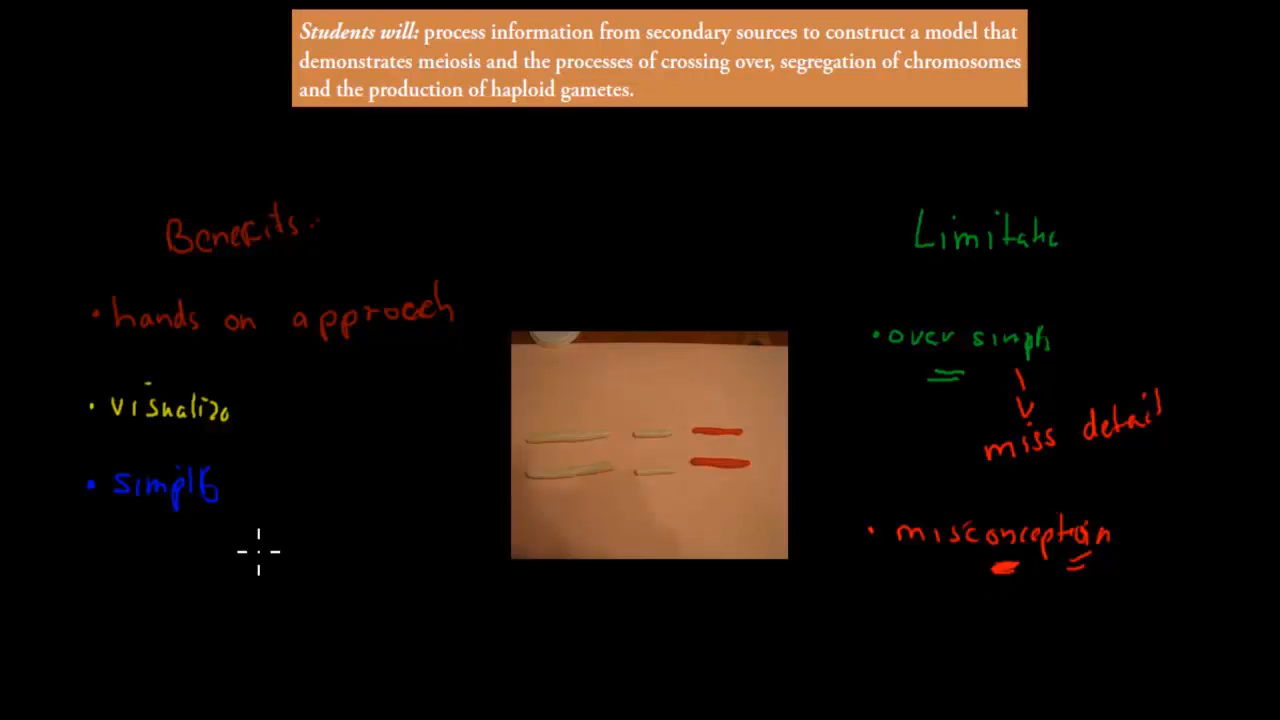 Students will: process information from secondary sources to construct a model that
demonstrates meiosis and the processes of crossing over, segregation of chromosomes
and the production of haploid gametes.
Benefits..
• hands on approach
• visualize
• simplfy
Limitatio
• over simpli
miss detail
• misconception